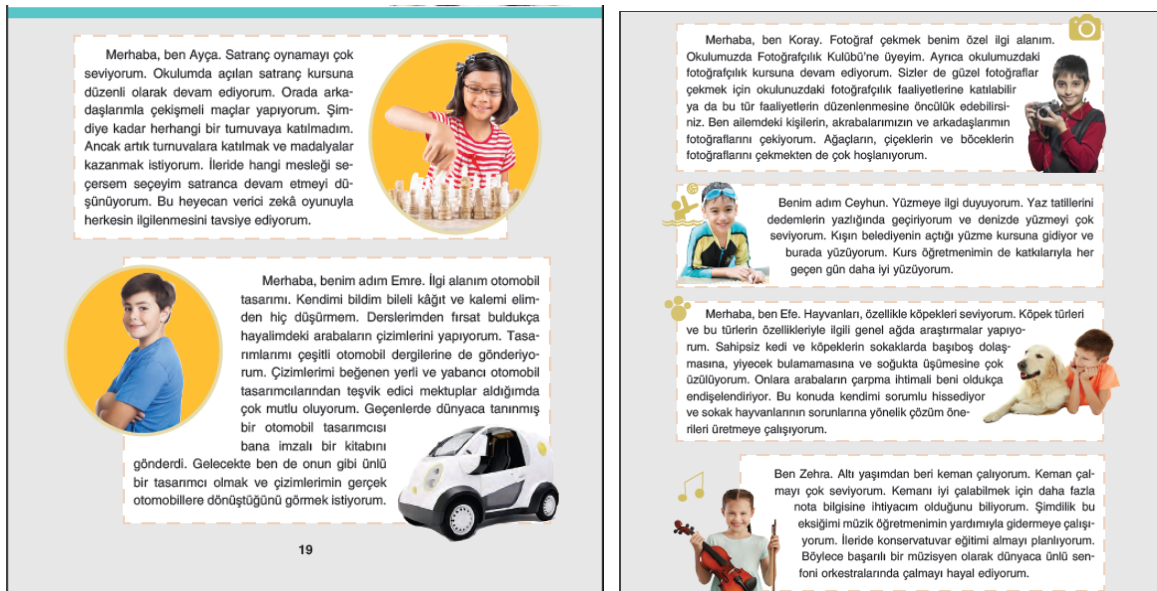 Merhaba, ben Ayça. Satranç oynamayı çok
seviyorum. Okulumda açılan satranç kursuna
düzenli olarak devam ediyorum. Orada arka-
daşlarımla çekişmeli maçlar yapıyorum. Şim-
diye kadar herhangi bir turnuvaya katılmadım.
Ancak artık turnuvalara katılmak ve madalyalar
kazanmak istiyorum. İleride hangi mesleği se-
çersem seçeyim satranca devam etmeyi dü-
şünüyorum. Bu heyecan verici zekâ oyunuyla
herkesin ilgilenmesini tavsiye ediyorum.
Merhaba, benim adım Emre. İlgi alanım otomobil
tasarımı. Kendimi bildim bileli kâğıt ve kalemi elim-
den hiç düşürmem. Derslerimden fırsat buldukça
hayalimdeki arabaların çizimlerini yapıyorum. Tasa-
rımlarımı çeşitli otomobil dergilerine de gönderiyo-
rum. Çizimlerimi beğenen yerli ve yabancı otomobil
tasarımcılarından teşvik edici mektuplar aldığımda
çok mutlu oluyorum. Geçenlerde dünyaca tanınmış
bir otomobil tasarımcısı
bana imzalı bir kitabını
gönderdi. Gelecekte ben de onun gibi ünlü
bir tasarımcı olmak ve çizimlerimin gerçek
otomobillere dönüştüğünü görmek istiyorum.
19
Merhaba, ben Koray. Fotoğraf çekmek benim özel ilgi alanım.
Okulumuzda Fotoğrafçılık Kulübü'ne üyeyim. Ayrıca okulumuzdaki
fotoğrafçılık kursuna devam ediyorum. Sizler de güzel fotoğraflar
çekmek için okulunuzdaki fotoğrafçılık faaliyetlerine katılabilir
ya da bu tür faaliyetlerin düzenlenmesine öncülük edebilirsi-
niz. Ben ailemdeki kişilerin, akrabalarımızın ve arkadaşlarımın
fotoğraflarını çekiyorum. Ağaçların, çiçeklerin ve böceklerin
fotoğraflarını çekmekten de çok hoşlanıyorum.
Benim adım Ceyhun. Yüzmeye ilgi duyuyorum. Yaz tatillerini
dedemlerin yazlığında geçiriyorum ve denizde yüzmeyi çok
seviyorum. Kışın belediyenin açtığı yüzme kursuna gidiyor ve
burada yüzüyorum. Kurs öğretmenimin de katkılarıyla her
geçen gün daha iyi yüzüyorum.
Merhaba, ben Efe. Hayvanları, özellikle köpekleri seviyorum. Köpek türleri
ve bu türlerin özellikleriyle ilgili genel ağda araştırmalar yapıyo-
rum. Sahipsiz kedi ve köpeklerin sokaklarda başıboş dolaş-
masına, yiyecek bulamamasına ve soğukta üşümesine çok
üzülüyorum. Onlara arabaların çarpma ihtimali beni oldukça
endişelendiriyor. Bu konuda kendimi sorumlu hissediyor
ve sokak hayvanlarının sorunlarına yönelik çözüm öne-
rileri üretmeye çalışıyorum.
Ben Zehra. Altı yaşımdan beri keman çalıyorum. Keman çal-
mayı çok seviyorum. Kemanı iyi çalabilmek için daha fazla
nota bilgisine ihtiyacım olduğunu biliyorum. Şimdilik bu
eksiğimi müzik öğretmenimin yardımıyla gidermeye çalışı-
yorum. İleride konservatuvar eğitimi almayı planlıyorum.
Böylece başarılı bir müzisyen olarak dünyaca ünlü sen-
foni orkestralarında çalmayı hayal ediyorum.